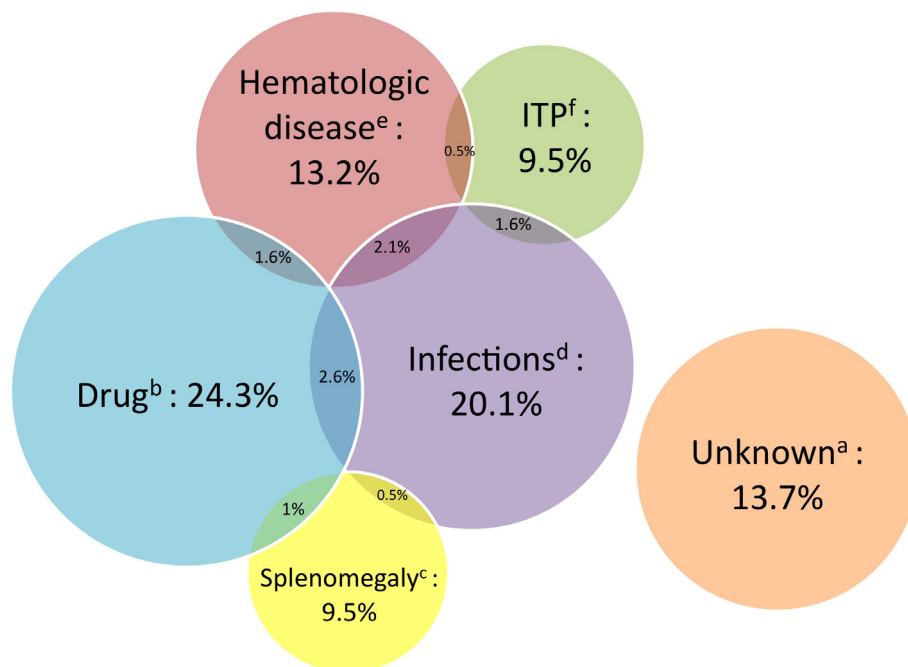 Hematologic
diseaseᵉ :
13.2%
ITPᶠ :
9.5%
0.5%
1.6%
1.6%
2.1%
Infectionsᵈ :
20.1%
2.6%
Drugᵇ : 24.3%
Unknownᵃ :
13.7%
0.5%
1%
Splenomegalyᶜ :
9.5%